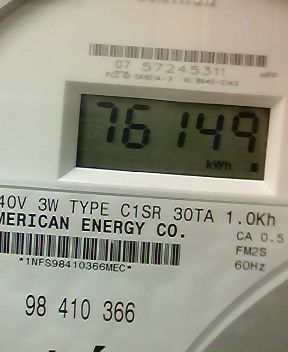 07 57245311
76149
kWh
40V 3W TYPE C1SR 30TA 1.0Kh
MERICAN ENERGY CO.
CA 0.5
FM2S
60Hz
*1NFS98410366MEC*
98 410 366